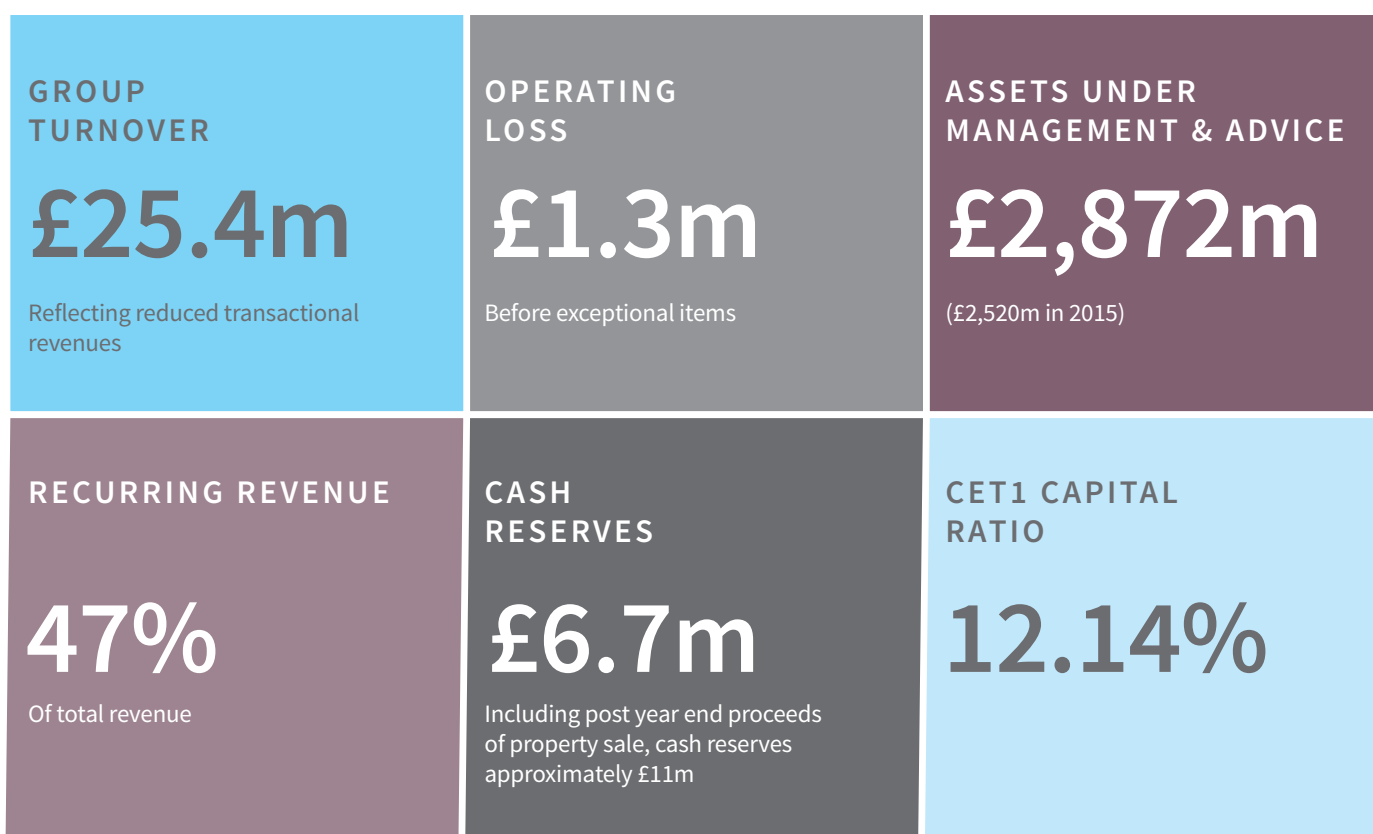 GROUP
TURNOVER
£25.4m
Reflecting reduced transactional
revenues
OPERATING
LOSS
£1.3m
Before exceptional items
ASSETS UNDER
MANAGEMENT & ADVICE
£2,872m
(£2,520m in 2015)
RECURRING REVENUE
47%
Of total revenue
CASH
RESERVES
£6.7m
Including post year end proceeds
of property sale, cash reserves
approximately £11m
CET1 CAPITAL
RATIO
12.14%